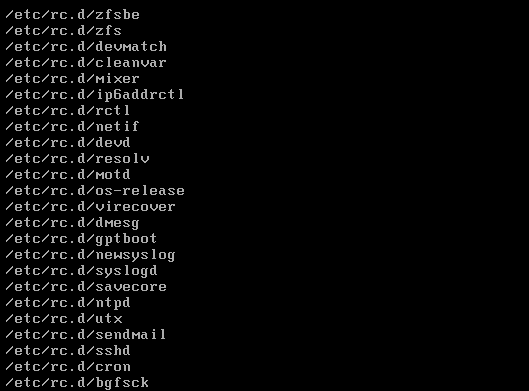 /etc/rc.d/zfsbe
/etc/rc.d/zfs
/etc/rc.d/devmatch
/etc/rc.d/cleanvar
/etc/rc.d/mixer
/etc/rc.d/ip6addrctl
/etc/rc.d/rctl
/etc/rc.d/netif
/etc/rc.d/devd
/etc/rc.d/resolv
/etc/rc.d/motd
/etc/rc.d/os-release
/etc/rc.d/virecover
/etc/rc.d/dmesg
/etc/rc.d/gptboot
/etc/rc.d/newsyslog
/etc/rc.d/syslogd
/etc/rc.d/savecore
/etc/rc.d/ntpd
/etc/rc.d/utx
/etc/rc.d/sendmail
/etc/rc.d/sshd
/etc/rc.d/cron
/etc/rc.d/bgfsck